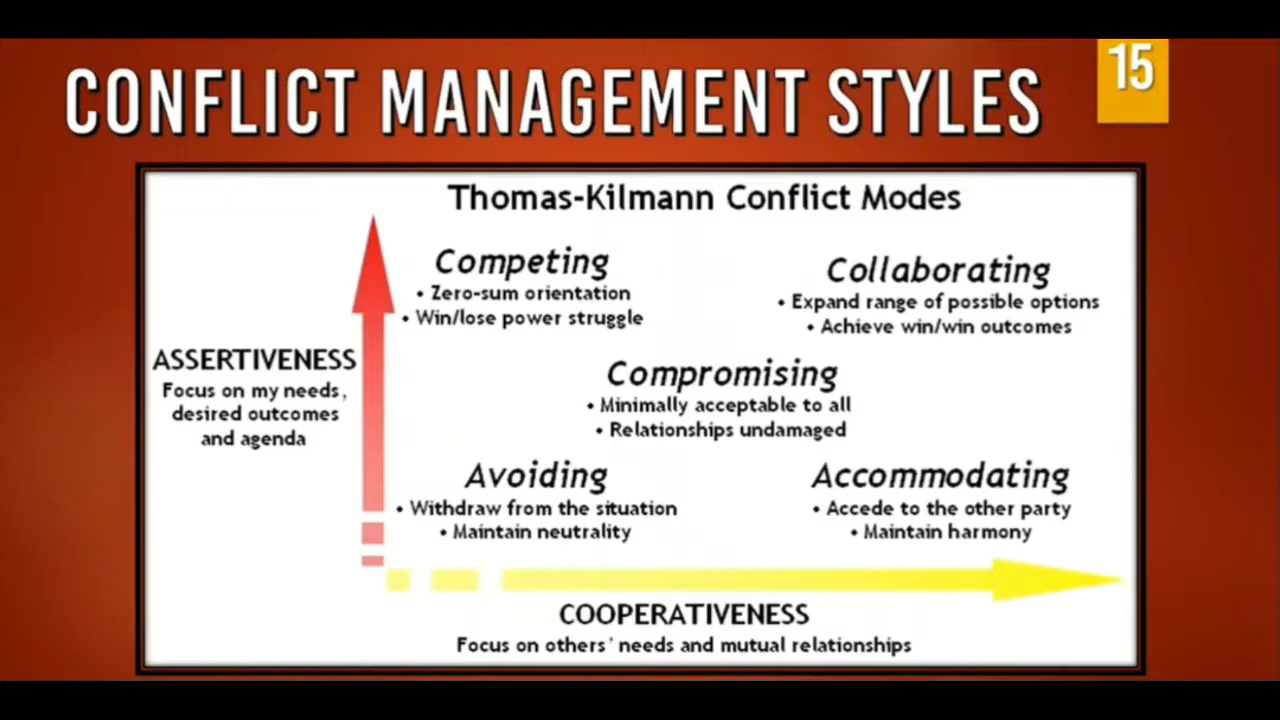 CONFLICT MANAGEMENT STYLES
15
Thomas-Kilmann Conflict Modes
Competing
• Zero-sum orientation
• Win/lose power struggle
Collaborating
• Expand range of possible options
• Achieve win/win outcomes
ASSERTIVENESS
Focus on my needs,
desired outcomes
and agenda
Compromising
• Minimally acceptable to all
• Relationships undamaged
Avoiding
• Withdraw from the situation
• Maintain neutrality
Accommodating
• Accede to the other party
• Maintain harmony
COOPERATIVENESS
Focus on others' needs and mutual relationships